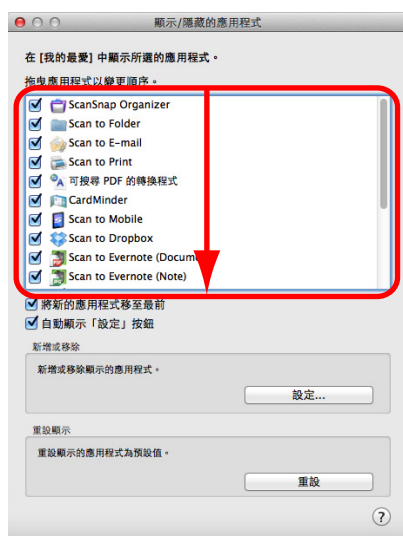 顯示/隱藏的應用程式
在 [我的最愛] 中顯示所選的應用程式。
拖曳應用程式以變更順序。
ScanSnap Organizer
Scan to Folder
Scan to E-mail
Scan to Print
可搜尋 PDF 的轉換程式
CardMinder
Scan to Mobile
Scan to Dropbox
Scan to Evernote (Docum
Scan to Evernote (Note)
將新的應用程式移至最前
自動顯示「設定」按鈕
新增或移除
新增或移除顯示的應用程式。
設定...
重設顯示
重設顯示的應用程式為預設值。
重設
?